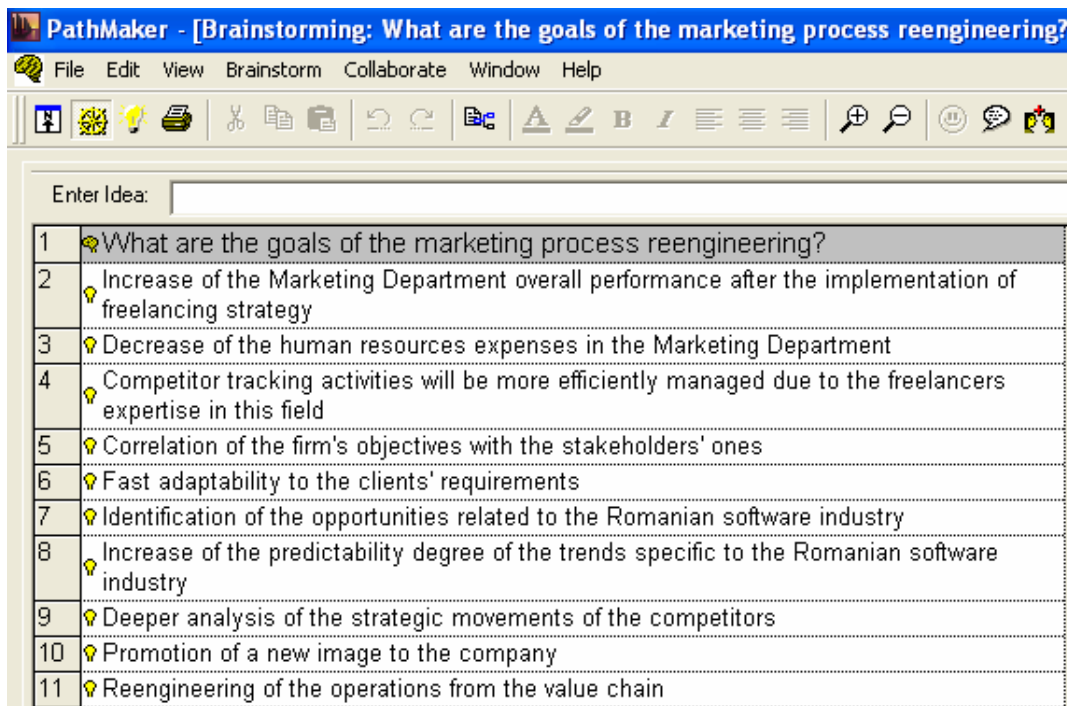 PathMaker - [Brainstorming: What are the goals of the marketing process reengineering?
File Edit View Brainstorm Collaborate Window Help
A B I
Enter Idea:
1 What are the goals of the marketing process reengineering?
2 Increase of the Marketing Department overall performance after the implementation of
freelancing strategy
3 Decrease of the human resources expenses in the Marketing Department
4 Competitor tracking activities will be more efficiently managed due to the freelancers
expertise in this field
5 Correlation of the firm's objectives with the stakeholders' ones
6 Fast adaptability to the clients' requirements
7 Identification of the opportunities related to the Romanian software industry
8 Increase of the predictability degree of the trends specific to the Romanian software
industry
9 Deeper analysis of the strategic movements of the competitors
10 Promotion of a new image to the company
11 Reengineering of the operations from the value chain